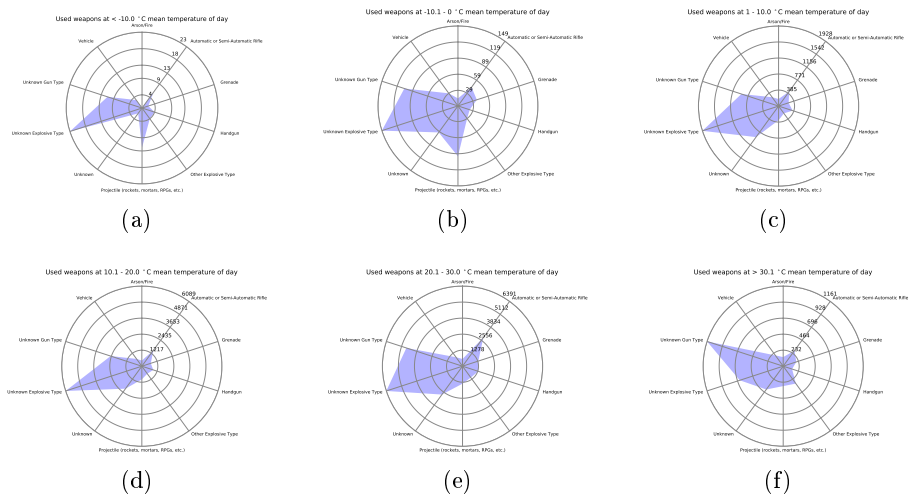 Used weapons at < -10.0 °C mean temperature of day
Arson/Fire
Vehicle
23
Automatic or Semi-Automatic Rifle
18
13
Unknown Gun Type
9
Grenade
4
Unknown Explosive Type
Handgun
Unknown
Other Explosive Type
Projectile (rockets, mortars, RPGs, etc.)
(a)
Used weapons at -10.1 - 0 °C mean temperature of day
Arson/Fire
Vehicle
149
Automatic or Semi-Automatic Rifle
119
89
Unknown Gun Type
59
Grenade
29
Unknown Explosive Type
Handgun
Unknown
Other Explosive Type
Projectile (rockets, mortars, RPGs, etc.)
(b)
Used weapons at 1 - 10.0 °C mean temperature of day
Arson/Fire
Vehicle
1928
Automatic or Semi-Automatic Rifle
1542
1156
Unknown Gun Type
771
Grenade
385
Unknown Explosive Type
Handgun
Unknown
Other Explosive Type
Projectile (rockets, mortars, RPGs, etc.)
(c)
Used weapons at 10.1 - 20.0 °C mean temperature of day
Arson/Fire
Vehicle
6089
Automatic or Semi-Automatic Rifle
4871
3653
Unknown Gun Type
2435
Grenade
1217
Unknown Explosive Type
Handgun
Unknown
Other Explosive Type
Projectile (rockets, mortars, RPGs, etc.)
(d)
Used weapons at 20.1 - 30.0 °C mean temperature of day
Arson/Fire
Vehicle
6391
Automatic or Semi-Automatic Rifle
5112
3834
Unknown Gun Type
2556
Grenade
1278
Unknown Explosive Type
Handgun
Unknown
Other Explosive Type
Projectile (rockets, mortars, RPGs, etc.)
(e)
Used weapons at > 30.1 °C mean temperature of day
Arson/Fire
Vehicle
1161
Automatic or Semi-Automatic Rifle
928
696
Unknown Gun Type
464
Grenade
232
Unknown Explosive Type
Handgun
Unknown
Other Explosive Type
Projectile (rockets, mortars, RPGs, etc.)
(f)